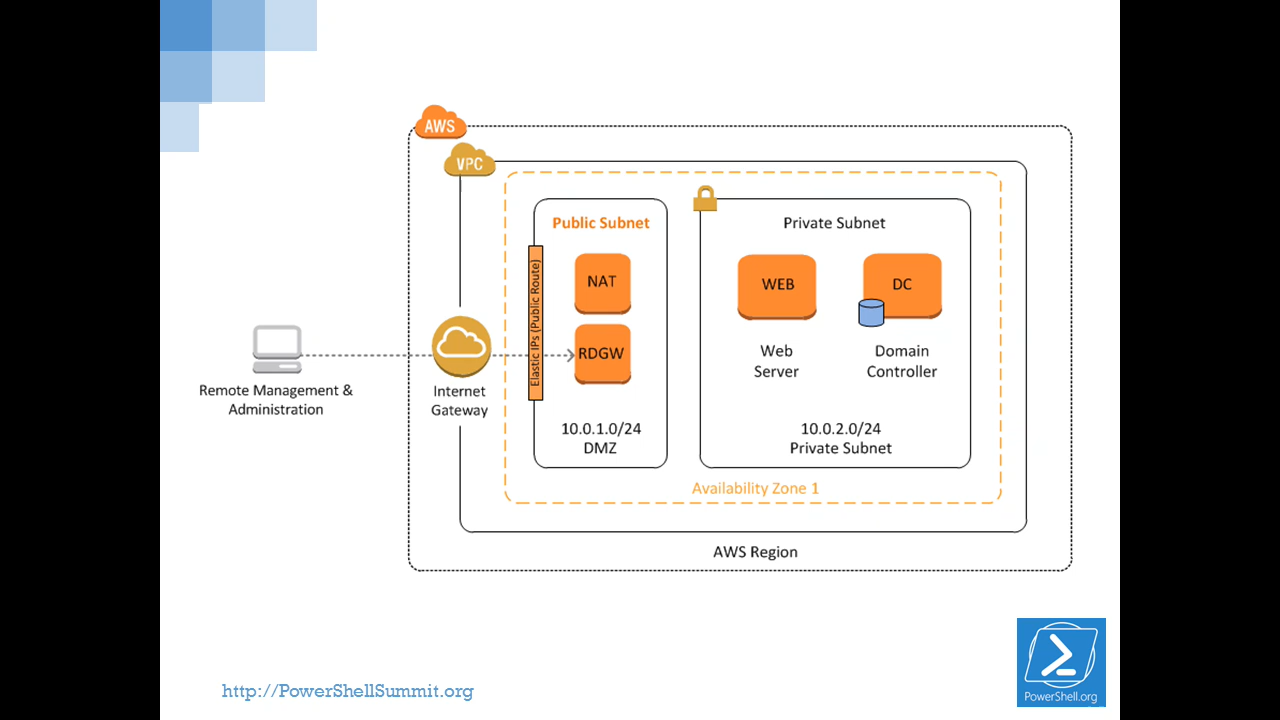 AWS
VPC
Public Subnet
Private Subnet
Elastic IPs (Public Route)
NAT
WEB
DC
RDGW
Web
Server
Domain
Controller
Remote Management &
Administration
Internet
Gateway
10.0.1.0/24
DMZ
10.0.2.0/24
Private Subnet
Availability Zone 1
AWS Region
http://PowerShellSummit.org
PowerShell.org